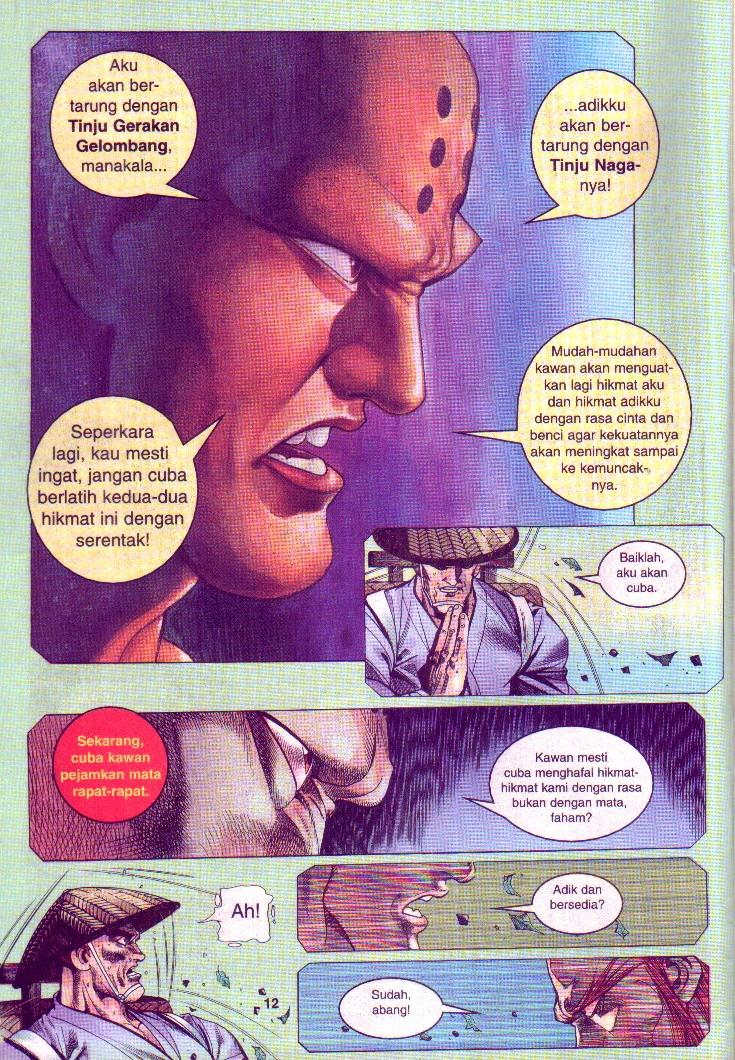 Aku
akan ber-
tarung dengan
Tinju Gerakan
Gelombang,
manakala...
...adikku
akan ber-
tarung dengan
Tinju Naga-
nya!
Mudah-mudahan
kawan akan menguat-
kan lagi hikmat aku
dan hikmat adikku
dengan rasa cinta dan
benci agar kekuatannya
akan meningkat sampai
ke kemuncak-
nya.
Seperkara
lagi, kau mesti
ingat, jangan cuba
berlatih kedua-dua
hikmat ini dengan
serentak!
Baiklah,
aku akan
cuba.
Sekarang,
cuba kawan
pejamkan mata
rapat-rapat.
Kawan mesti
cuba menghafal hikmat-
hikmat kami dengan rasa
bukan dengan mata,
faham?
Ah!
Adik dan
bersedia?
Sudah,
abang!
12